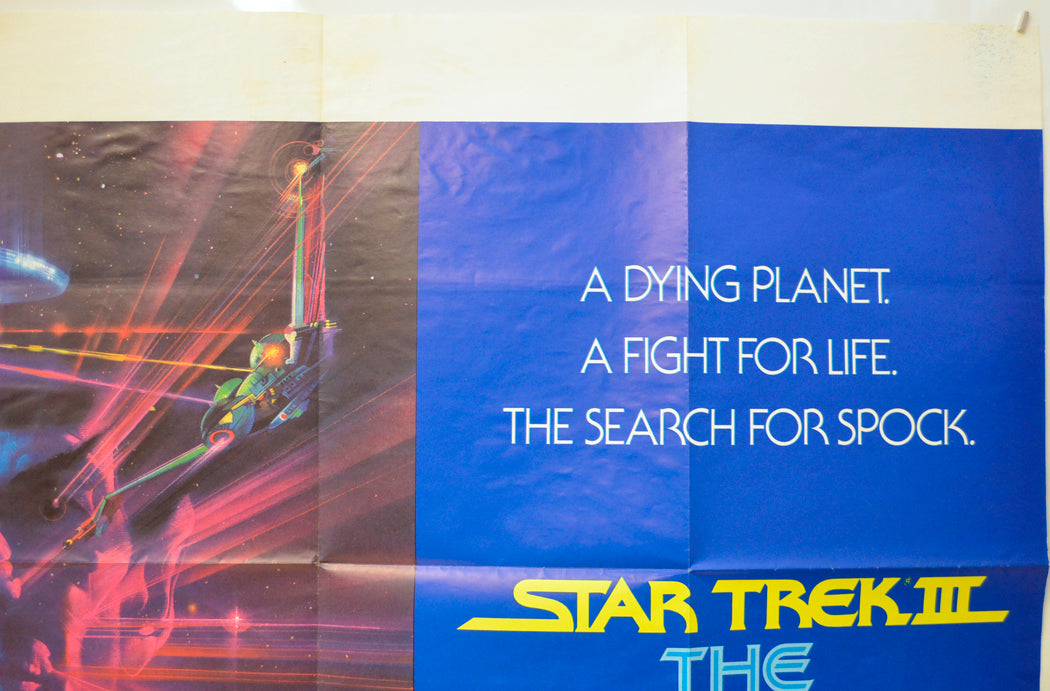 A DYING PLANET.
A FIGHT FOR LIFE.
THE SEARCH FOR SPOCK.
STAR TREK III
THE